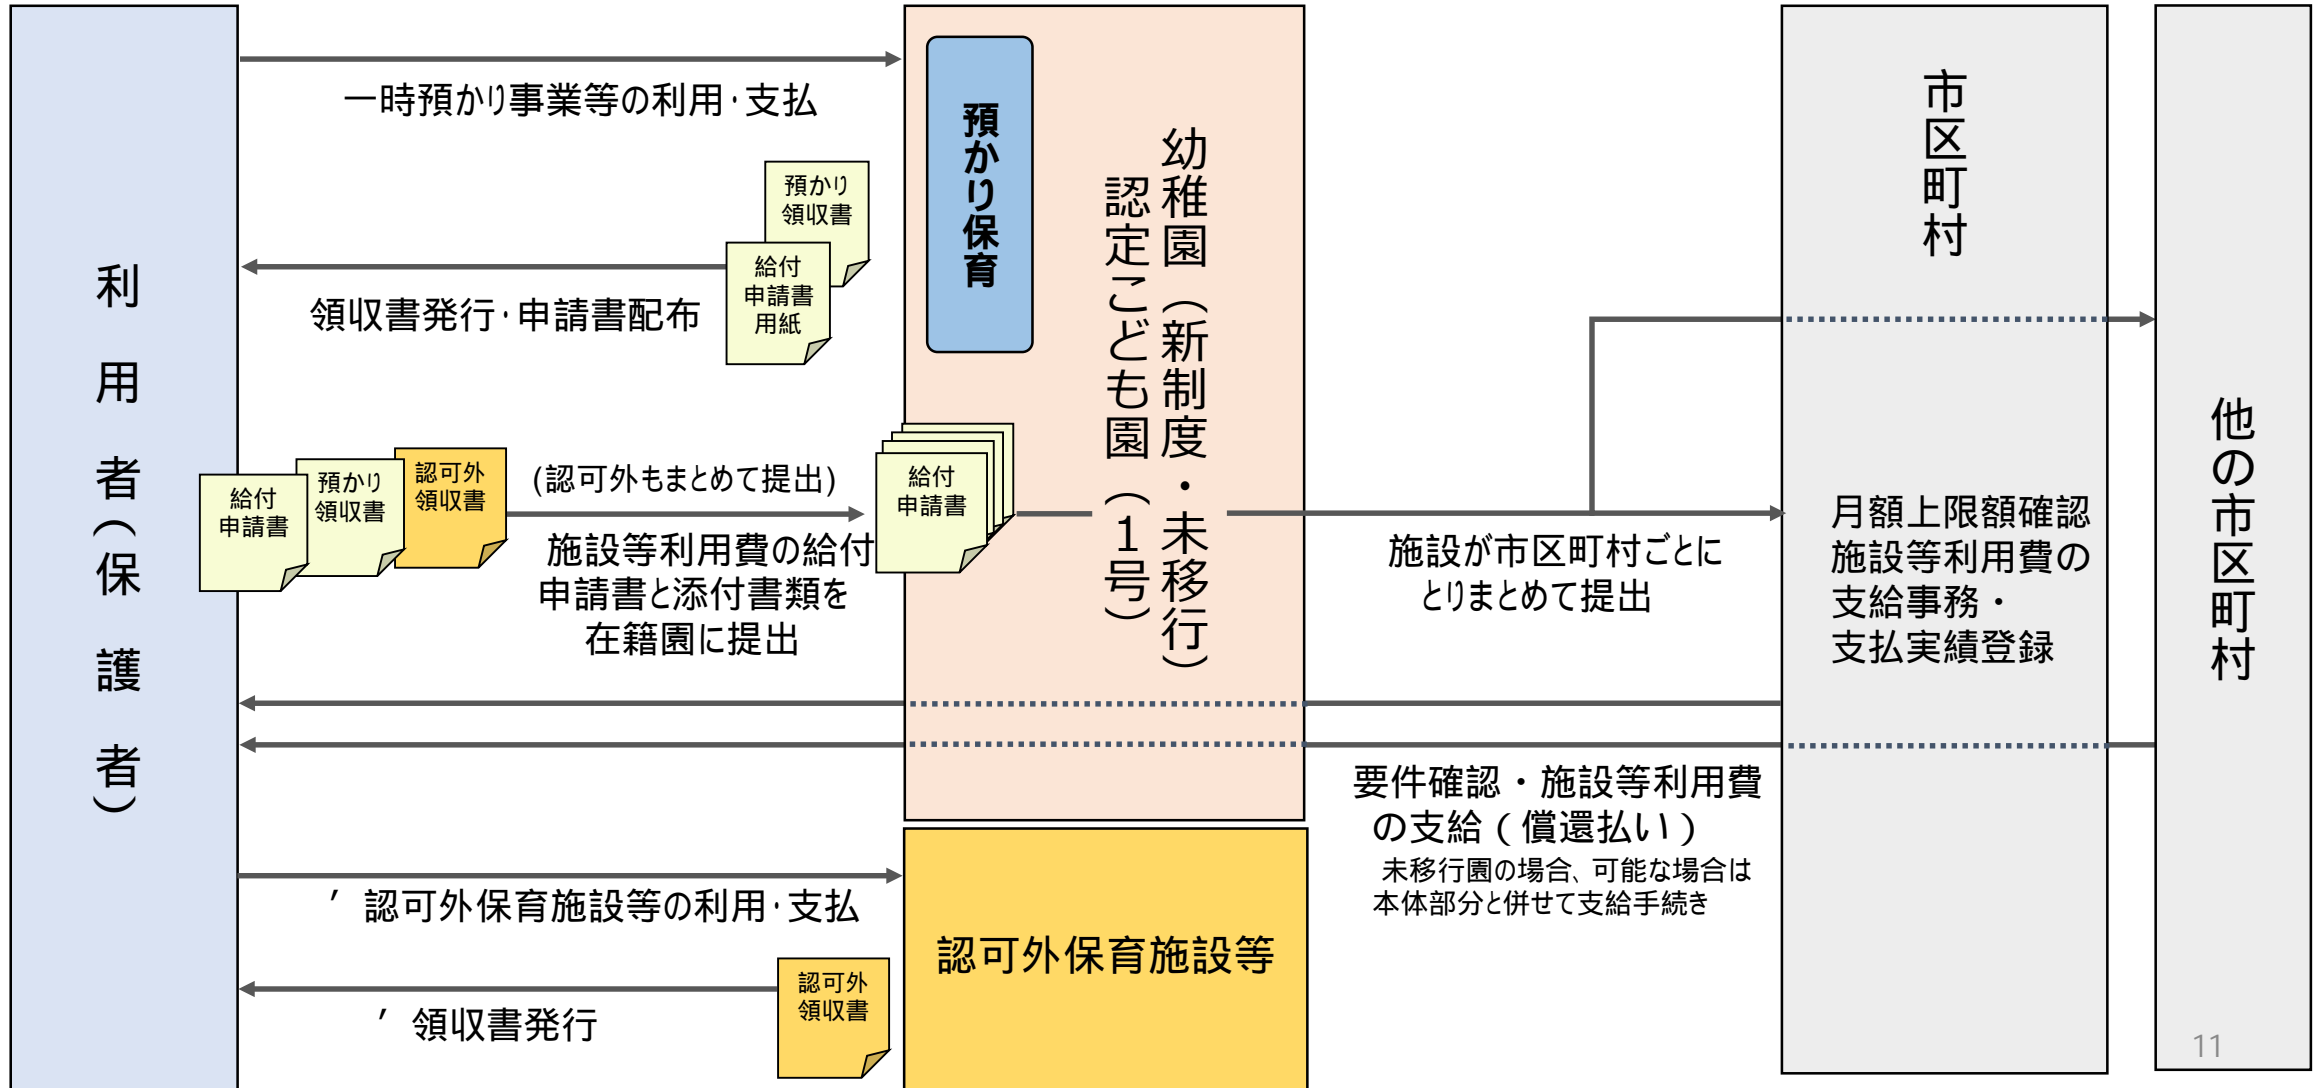 利用者(保護者)
一時預かり事業等の利用・支払
預かり
領収書
給付
申請書
用紙
領収書発行・申請書配布
給付
申請書
預かり
領収書
認可外
領収書
(認可外もまとめて提出)
施設等利用費の給付
申請書と添付書類を
在籍園に提出
給付
申請書
預かり保育
幼稚園(新制度・未移行)
認定こども園(1号)
施設が市区町村ごとに
とりまとめて提出
市区町村
月額上限額確認
施設等利用費の
支給事務・
支払実績登録
他の市区町村
要件確認・施設等利用費
の支給(償還払い)
未移行園の場合、可能な場合は
本体部分と併せて支給手続き
′ 認可外保育施設等の利用・支払
認可外保育施設等
認可外
領収書
′ 領収書発行
11